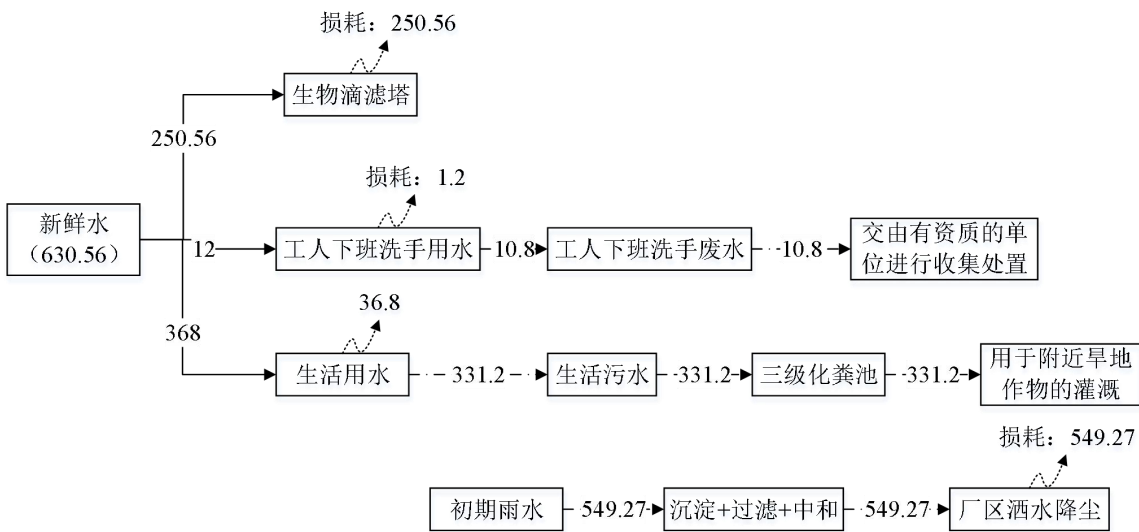 损耗：250.56
生物滴滤塔
250.56
损耗：1.2
新鲜水
（630.56）
12
工人下班洗手用水
10.8
工人下班洗手废水
10.8
交由有资质的单
位进行收集处置
36.8
368
生活用水
331.2
生活污水
331.2
三级化粪池
331.2
用于附近旱地
作物的灌溉
损耗：549.27
初期雨水
549.27
沉淀+过滤+中和
549.27
厂区洒水降尘